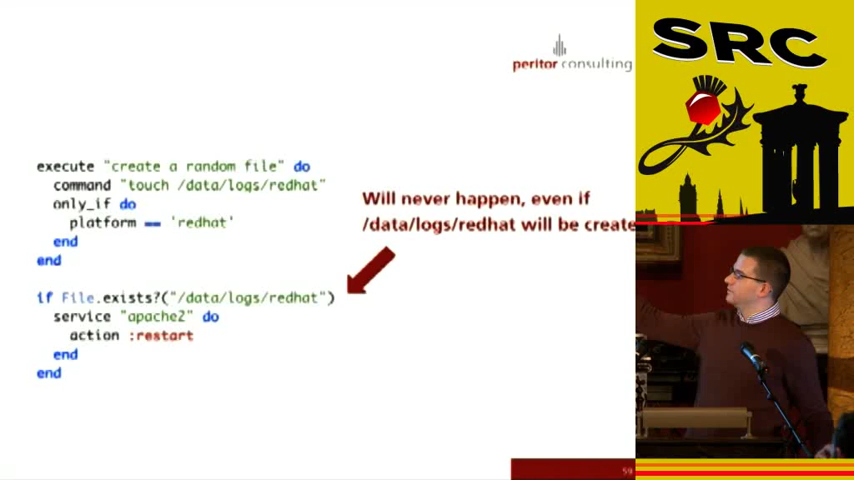 peritor consulting
SRC
execute "create a random file" do
command "touch /data/logs/redhat"
only_if do
platform == 'redhat'
end
end
Will never happen, even if
/data/logs/redhat will be create
if File.exists?("/data/logs/redhat")
service "apache2" do
action :restart
end
end
59